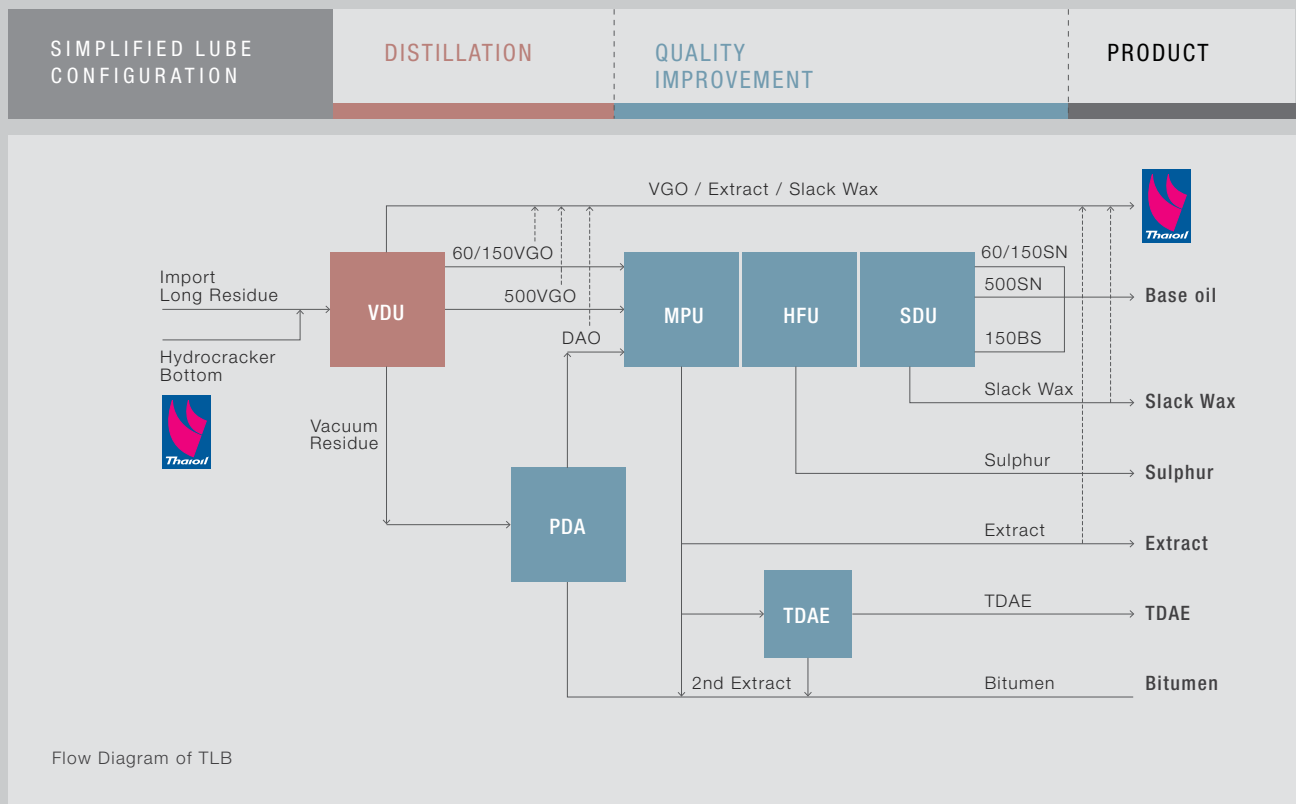 SIMPLIFIED LUBE
CONFIGURATION
DISTILLATION
QUALITY
IMPROVEMENT
PRODUCT
VGO / Extract / Slack Wax
Thaioil
60/150VGO
60/150SN
Import
Long Residue
500VGO
500SN
Base oil
VDU
MPU
HFU
SDU
DAO
150BS
Hydrocracker
Bottom
Slack Wax
Slack Wax
Thaioil
Vacuum
Residue
Sulphur
Sulphur
PDA
Extract
Extract
TDAE
TDAE
TDAE
2nd Extract
Bitumen
Bitumen
Flow Diagram of TLB